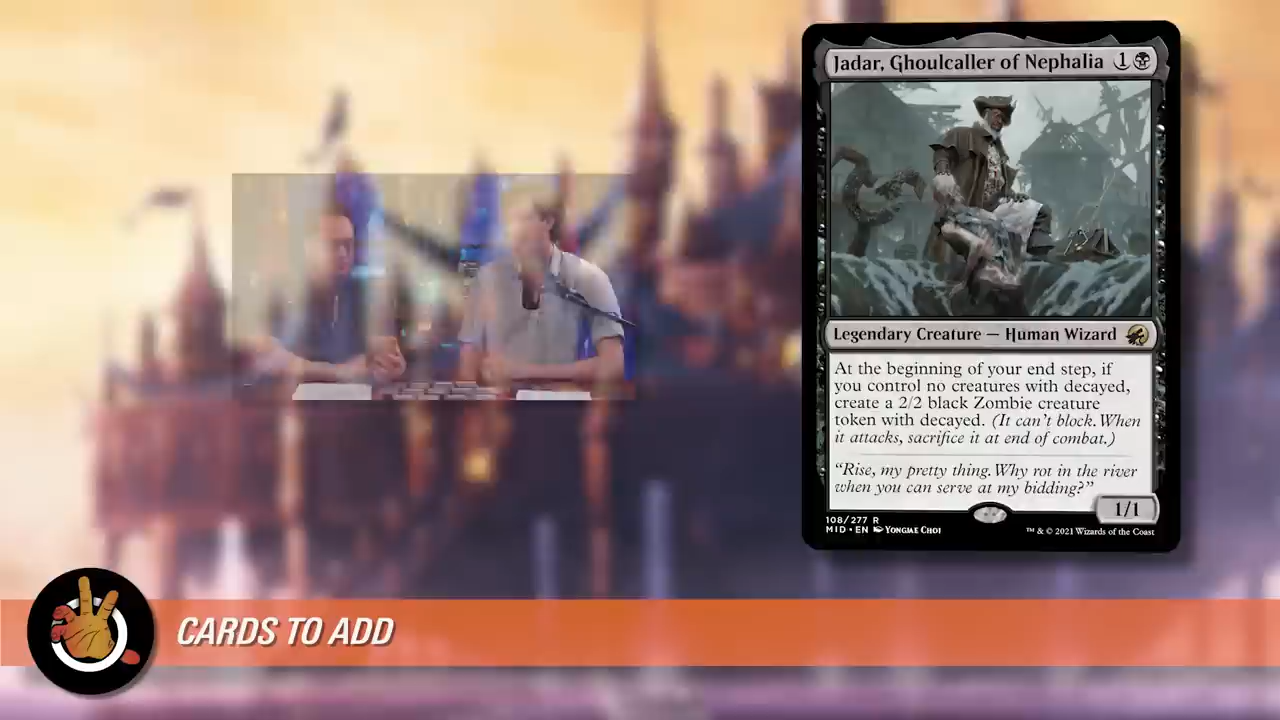 Jadar, Ghoulcaller of Nephalia 1
Legendary Creature — Human Wizard
At the beginning of your end step, if
you control no creatures with decayed,
create a 2/2 black Zombie creature
token with decayed. (It can't block. When
it attacks, sacrifice it at end of combat.)
“Rise, my pretty thing. Why rot in the river
when you can serve at my bidding?”
1/1
108/277 R
MID • EN Yongjae Choi
™ & © 2021 Wizards of the Coast
CARDS TO ADD